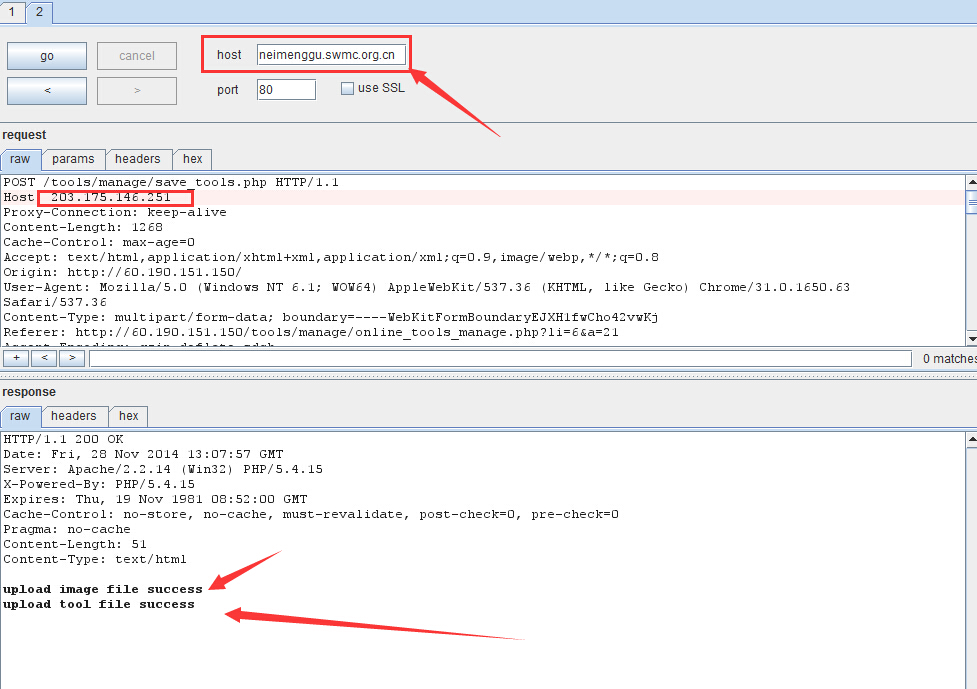 1 2
go cancel host neimenggu.swmc.org.cn
< > port 80 use SSL
request
raw params headers hex
POST /tools/manage/save_tools.php HTTP/1.1
Host 203.175.146.251
Proxy-Connection: keep-alive
Content-Length: 1268
Cache-Control: max-age=0
Accept: text/html,application/xhtml+xml,application/xml;q=0.9,image/webp,*/*;q=0.8
Origin: http://60.190.151.150/
User-Agent: Mozilla/5.0 (Windows NT 6.1; WOW64) AppleWebKit/537.36 (KHTML, like Gecko) Chrome/31.0.1650.63
Safari/537.36
Content-Type: multipart/form-data; boundary=----WebKitFormBoundaryEJXH1fwCho42vwKj
Referer: http://60.190.151.150/tools/manage/online_tools_manage.php?li=6&a=21
Accept-Encoding: gzip,deflate,sdch
+ < > 0 matches
response
raw headers hex
HTTP/1.1 200 OK
Date: Fri, 28 Nov 2014 13:07:57 GMT
Server: Apache/2.2.14 (Win32) PHP/5.4.15
X-Powered-By: PHP/5.4.15
Expires: Thu, 19 Nov 1981 08:52:00 GMT
Cache-Control: no-store, no-cache, must-revalidate, post-check=0, pre-check=0
Pragma: no-cache
Content-Length: 51
Content-Type: text/html
upload image file success
upload tool file success